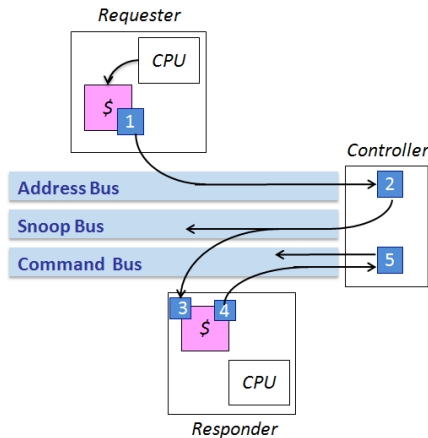 Requester
CPU
$
1
Controller
Address Bus
2
Snoop Bus
Command Bus
5
3
4
$
CPU
Responder